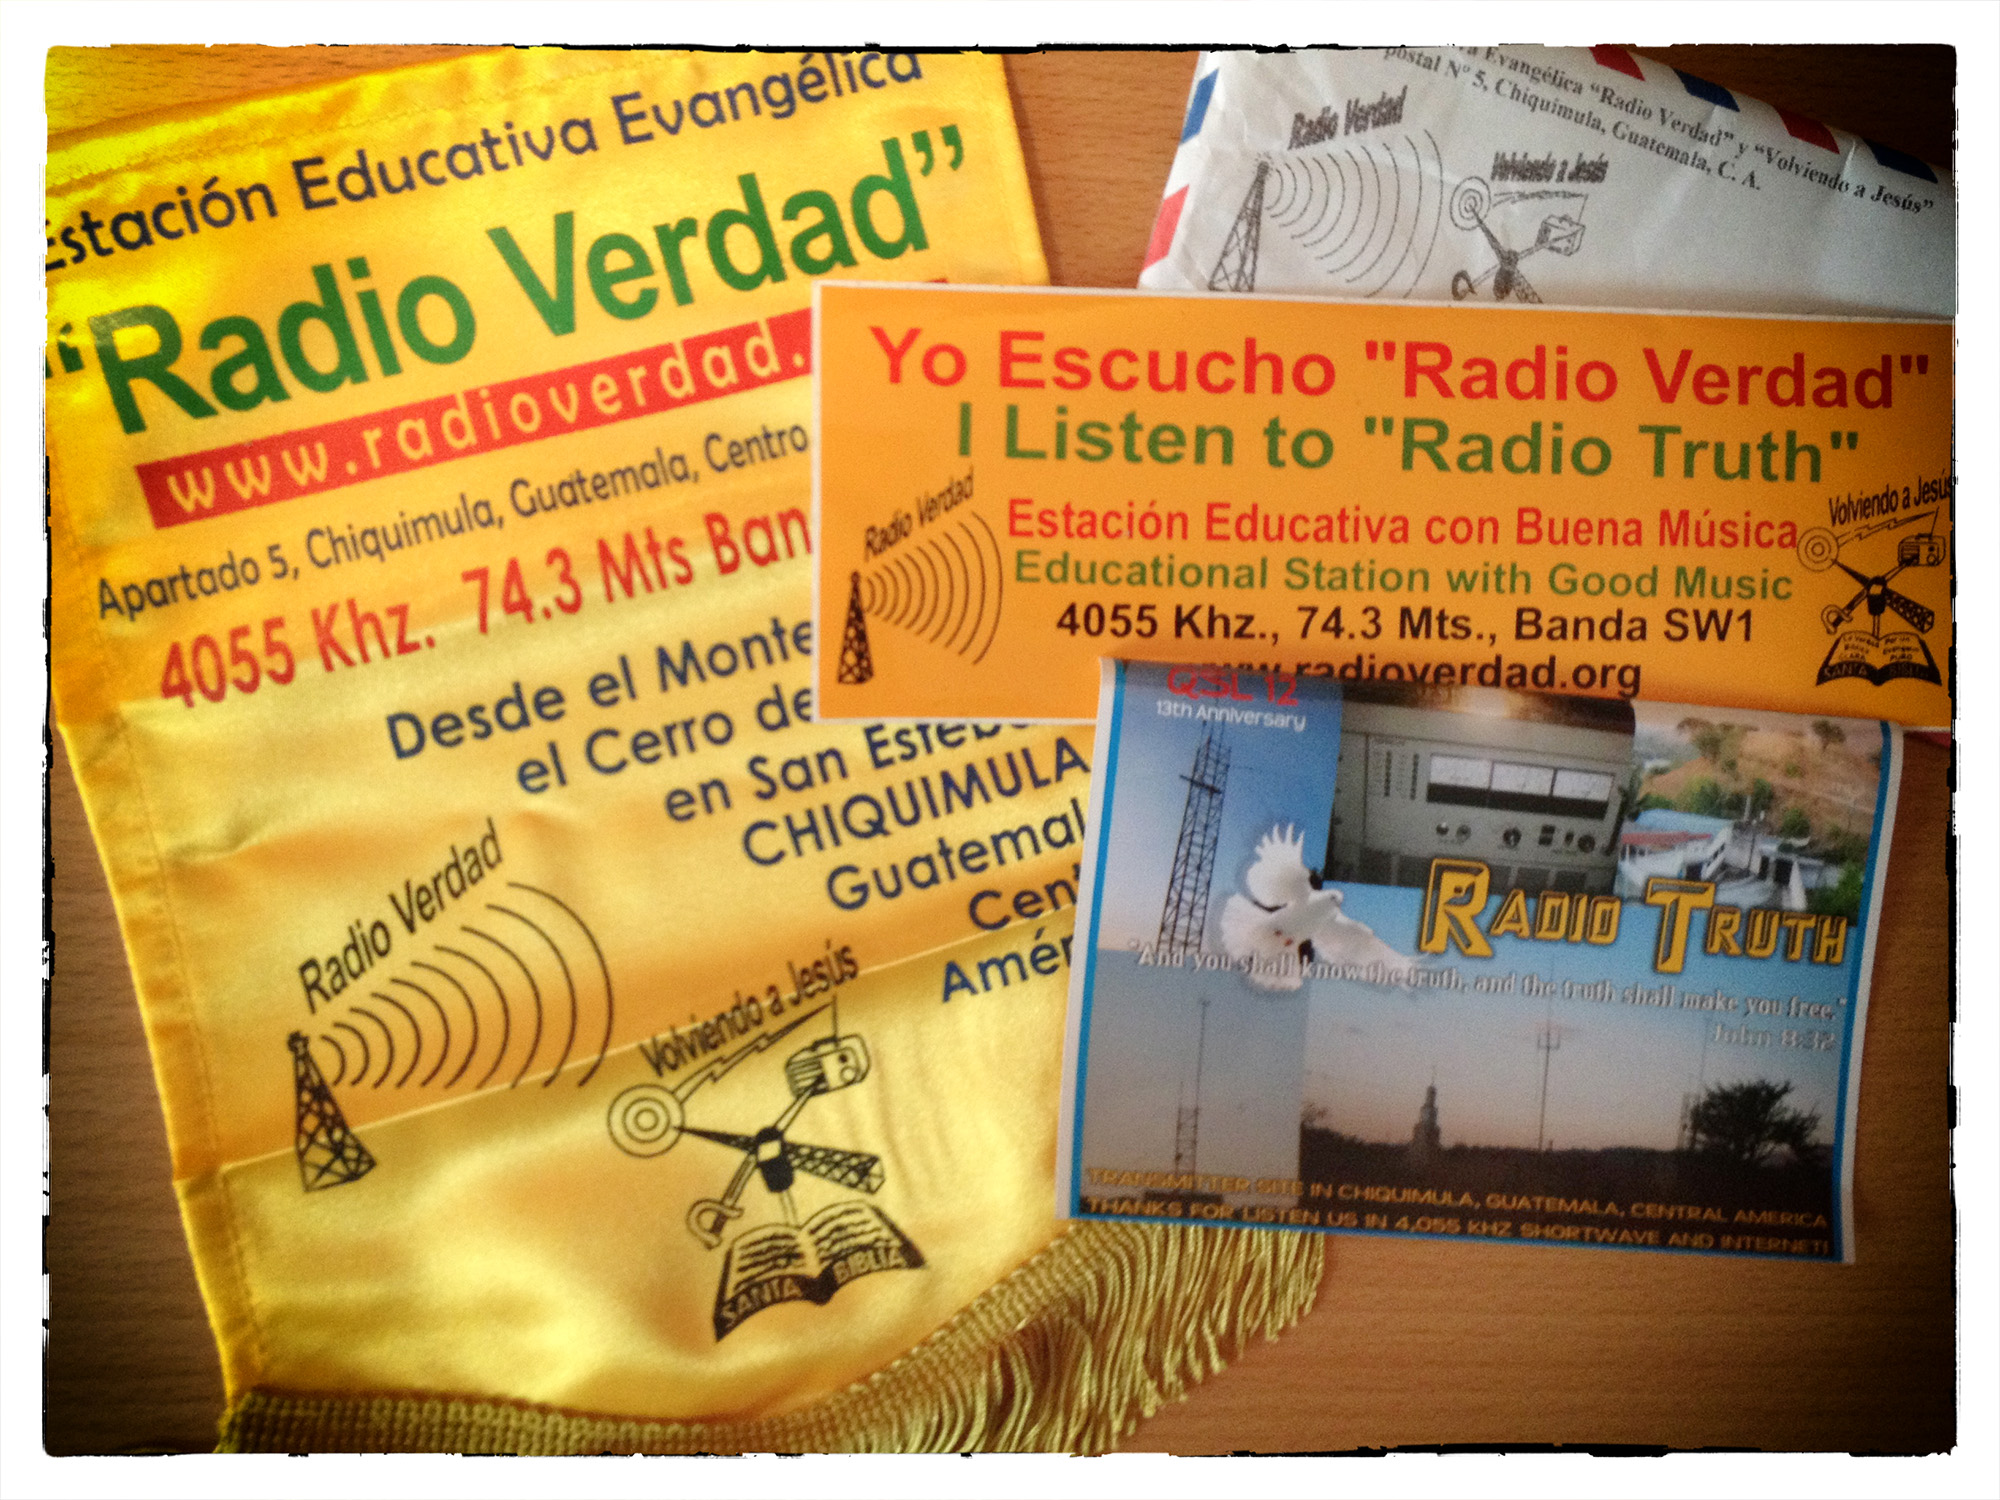 Estación Educativa Evangélica
“Radio Verdad”
www.radioverdad.
Apartado 5, Chiquimula, Guatemala, Centro
4055 Khz. 74.3 Mts Ban
Desde el Monte
el Cerro de
en San Esteb
CHIQUIMULA
Guatemal
Cent
Amér
Radio Verdad
Volviendo a Jesús
SANTA BIBLIA
Evangélica “Radio Verdad” y “Volviendo a Jesús”
postal Nº 5, Chiquimula, Guatemala, C. A.
Radio Verdad
Volviendo a Jesús
Yo Escucho "Radio Verdad"
I Listen to "Radio Truth"
Estación Educativa con Buena Música
Educational Station with Good Music
4055 Khz., 74.3 Mts., Banda SW1
www.radioverdad.org
Radio Verdad
Volviendo a Jesús
SANTA BIBLIA
QSL 12
13th Anniversary
RADIO TRUTH
"And you shall know the truth, and the truth shall make you free."
John 8:32
TRANSMITTER SITE IN CHIQUIMULA, GUATEMALA, CENTRAL AMERICA
THANKS FOR LISTEN US IN 4,055 KHZ SHORTWAVE AND INTERNET!